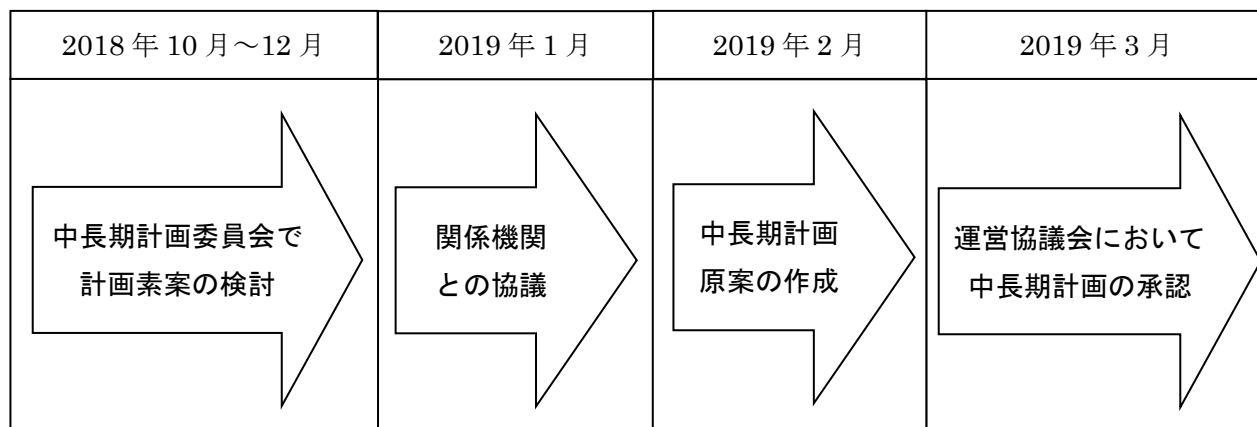 2018年10月～12月
2019年1月
2019年2月
2019年3月
中長期計画委員会で
計画素案の検討
関係機関
との協議
中長期計画
原案の作成
運営協議会において
中長期計画の承認